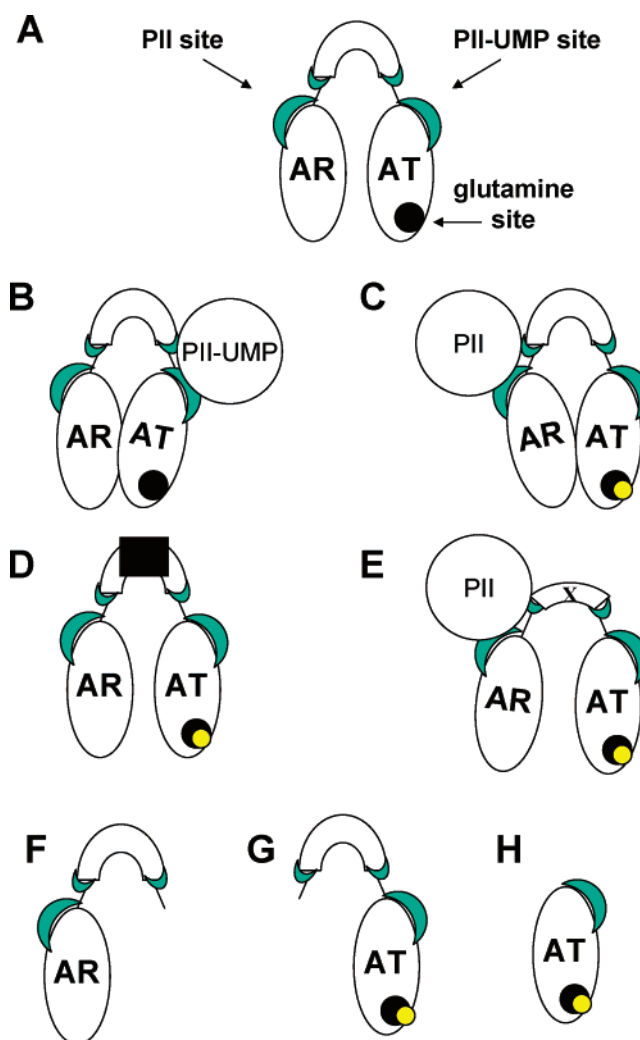 A
PII site
PII-UMP site
AR
AT
glutamine
site
B
PII-UMP
AR
AT
C
PII
AR
AT
D
AR
AT
E
PII
X
AR
AT
F
AR
G
AT
H
AT